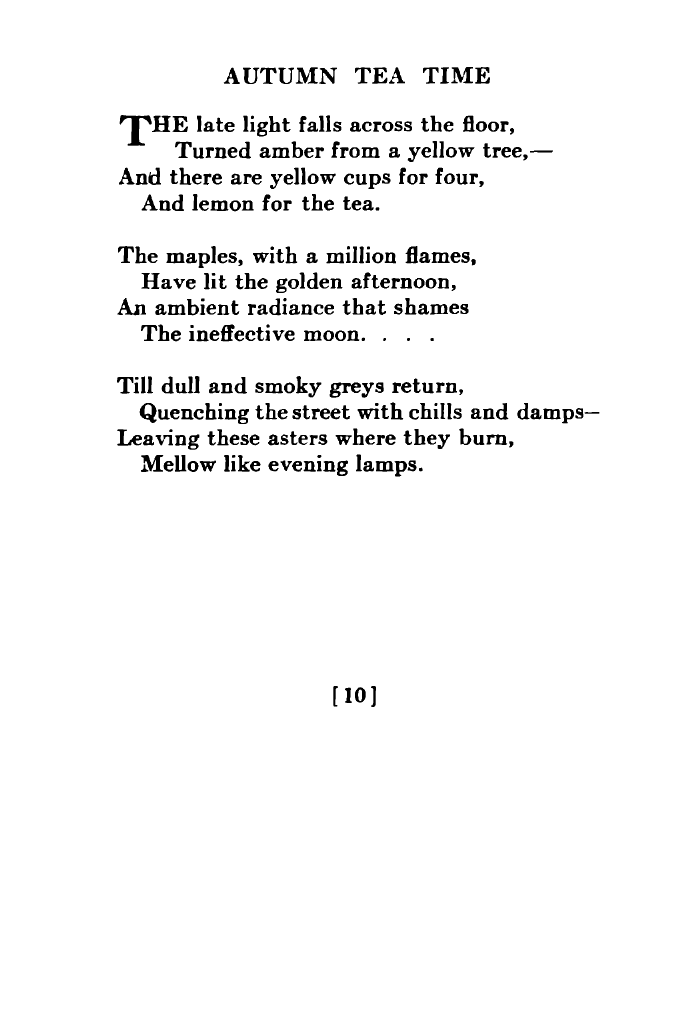 AUTUMN TEA TIME
THE late light falls across the floor,
Turned amber from a yellow tree,—
And there are yellow cups for four,
And lemon for the tea.
The maples, with a million flames,
Have lit the golden afternoon,
An ambient radiance that shames
The ineffective moon. . . .
Till dull and smoky greys return,
Quenching the street with chills and damps—
Leaving these asters where they burn,
Mellow like evening lamps.
[10]